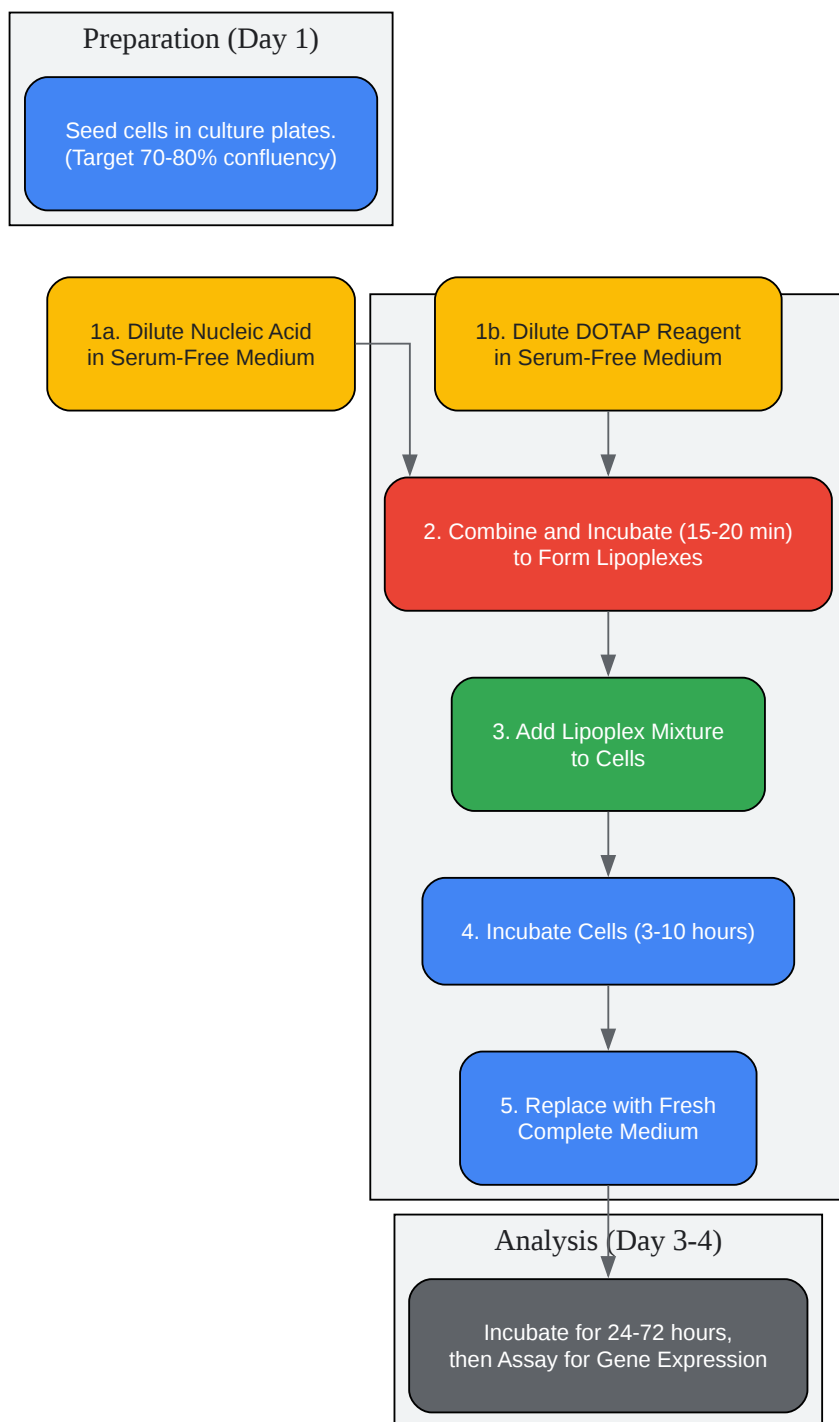 Preparation (Day 1)
Seed cells in culture plates.
(Target 70-80% confluency)
1a. Dilute Nucleic Acid
in Serum-Free Medium
1b. Dilute DOTAP Reagent
in Serum-Free Medium
2. Combine and Incubate (15-20 min)
to Form Lipoplexes
3. Add Lipoplex Mixture
to Cells
4. Incubate Cells (3-10 hours)
5. Replace with Fresh
Complete Medium
Analysis (Day 3-4)
Incubate for 24-72 hours,
then Assay for Gene Expression